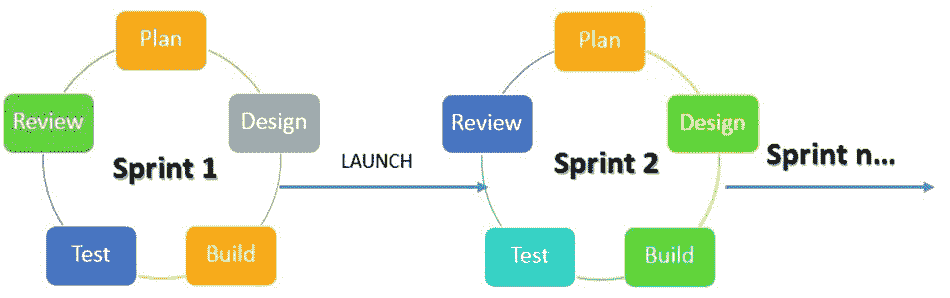 Plan
Review
Design
Sprint 1
Test
Build
LAUNCH
Plan
Review
Design
Sprint 2
Test
Build
Sprint n...